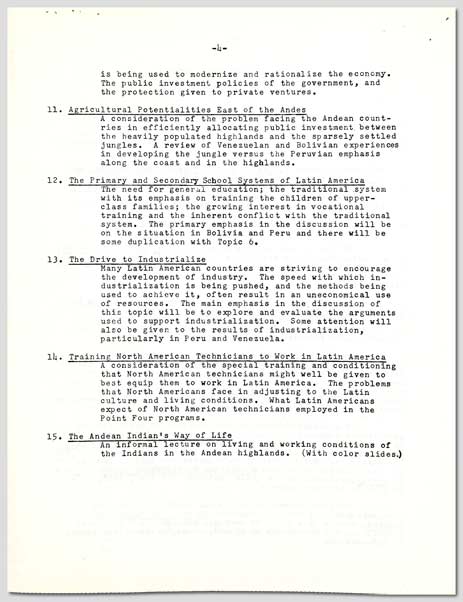 -4-
is being used to modernize and rationalize the economy.
The public investment policies of the government, and
the protection given to private ventures.
11. Agricultural Potentialities East of the Andes
A consideration of the problem facing the Andean count-
ries in efficiently allocating public investment between
the heavily populated highlands and the sparsely settled
jungles. A review of Venezuelan and Bolivian experiences
in developing the jungle versus the Peruvian emphasis
along the coast and in the highlands.
12. The Primary and Secondary School Systems of Latin America
The need for general education; the traditional system
with its emphasis on training the children of upper-
class families; the growing interest in vocational
training and the inherent conflict with the traditional
system. The primary emphasis in the discussion will be
on the situation in Bolivia and Peru and there will be
some duplication with Topic 6.
13. The Drive to Industrialize
Many Latin American countries are striving to encourage
the development of industry. The speed with which in-
dustrialization is being pushed, and the methods being
used to achieve it, often result in an uneconomical use
of resources. The main emphasis in the discussion of
this topic will be to explore and evaluate the arguments
used to support industrialization. Some attention will
also be given to the results of industrialization,
particularly in Peru and Venezuela.
14. Training North American Technicians to Work in Latin America
A consideration of the special training and conditioning
that North American technicians might well be given to
best equip them to work in Latin America. The problems
that North Americans face in adjusting to the Latin
culture and living conditions. What Latin Americans
expect of North American technicians employed in the
Point Four programs.
15. The Andean Indian's Way of Life
An informal lecture on living and working conditions of
the Indians in the Andean highlands. (With color slides.)